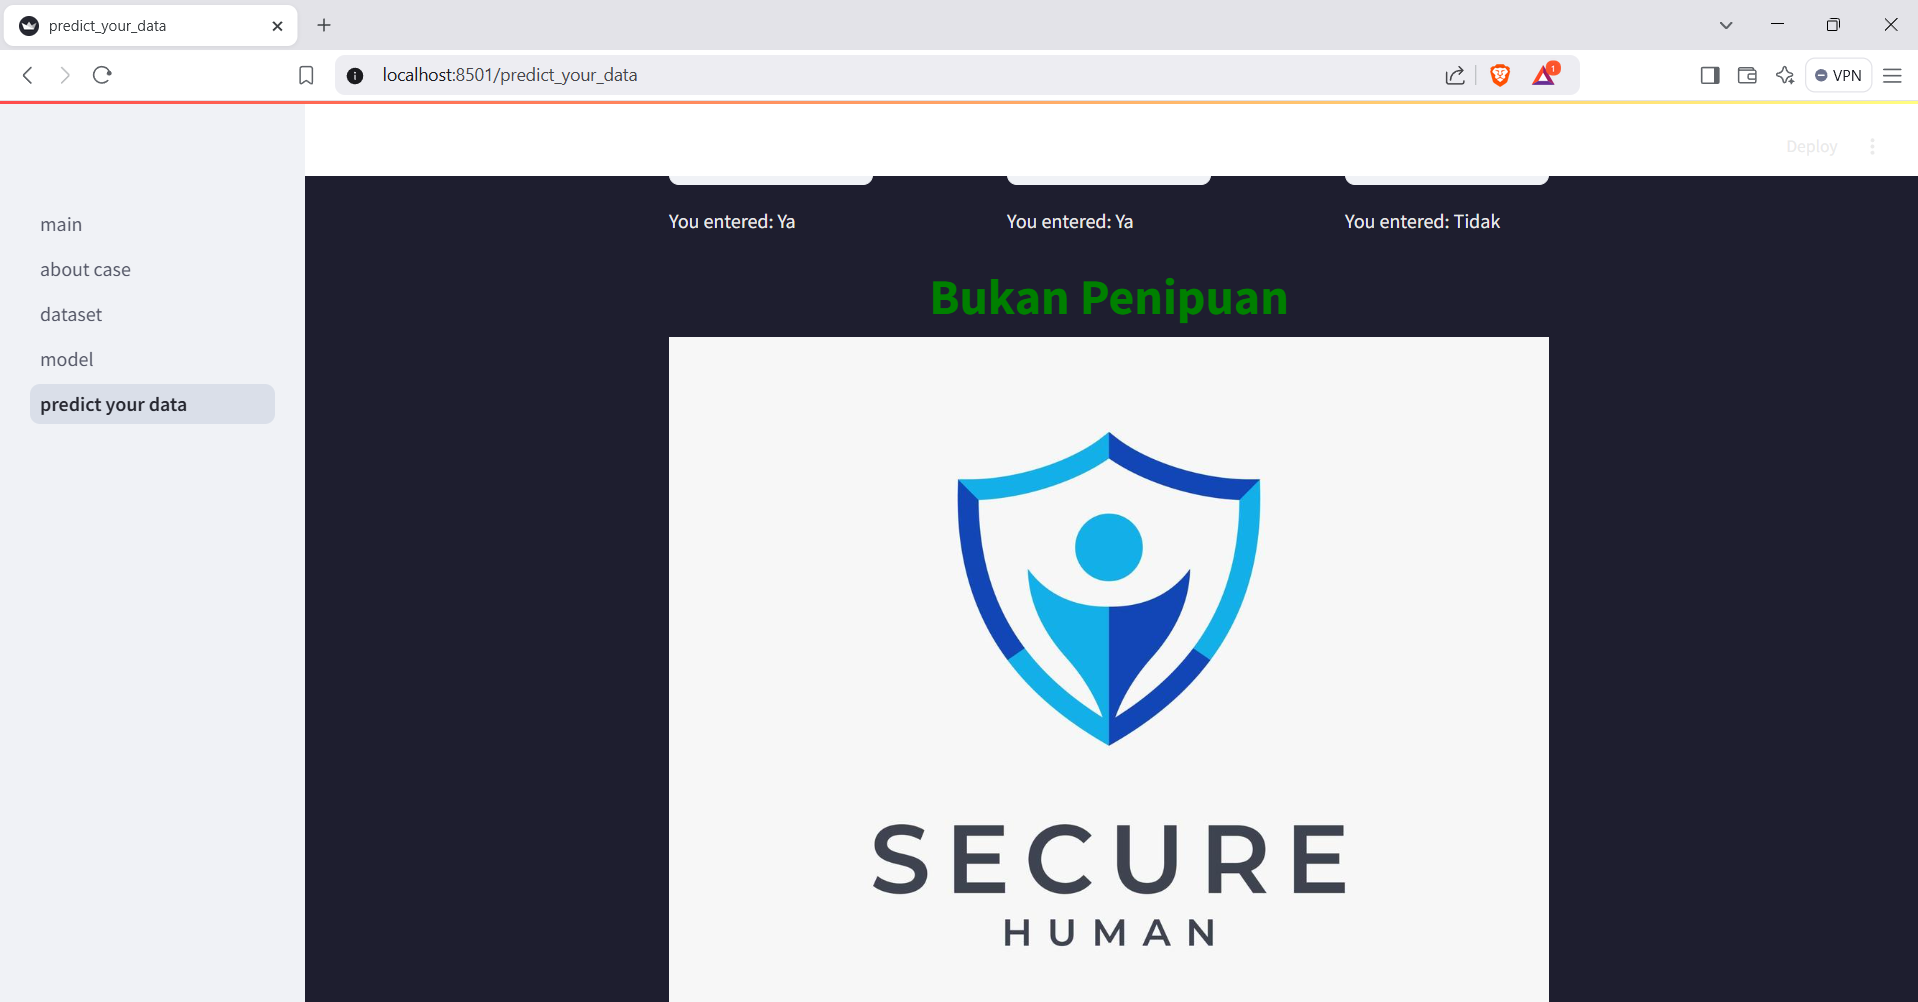 predict_your_data
localhost:8501/predict_your_data
1
VPN
Deploy
main
about case
dataset
model
predict your data
You entered: Ya
You entered: Ya
You entered: Tidak
Bukan Penipuan
SECURE
HUMAN